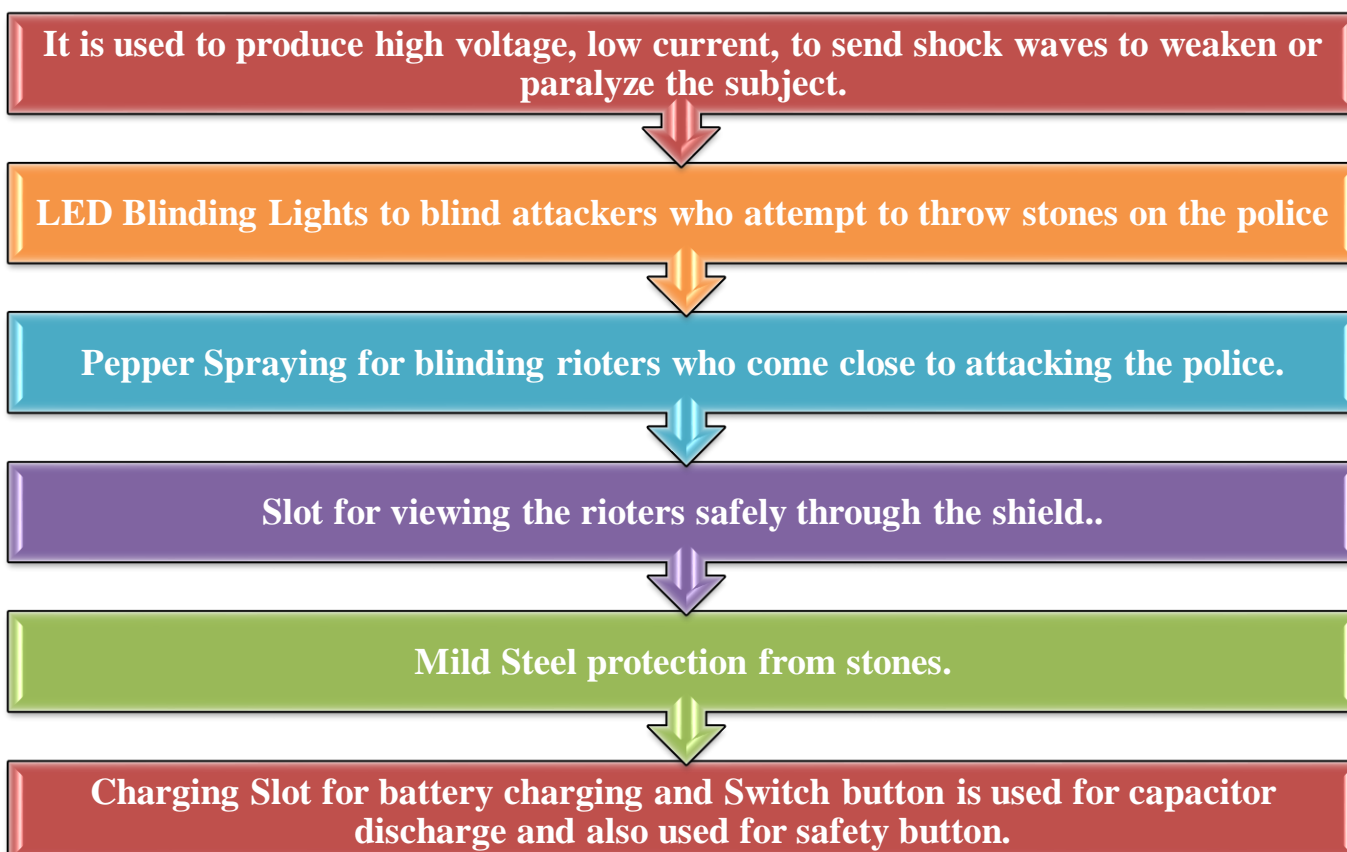 It is used to produce high voltage, low current, to send shock waves to weaken or
paralyze the subject.
LED Blinding Lights to blind attackers who attempt to throw stones on the police
Pepper Spraying for blinding rioters who come close to attacking the police.
Slot for viewing the rioters safely through the shield..
Mild Steel protection from stones.
Charging Slot for battery charging and Switch button is used for capacitor
discharge and also used for safety button.